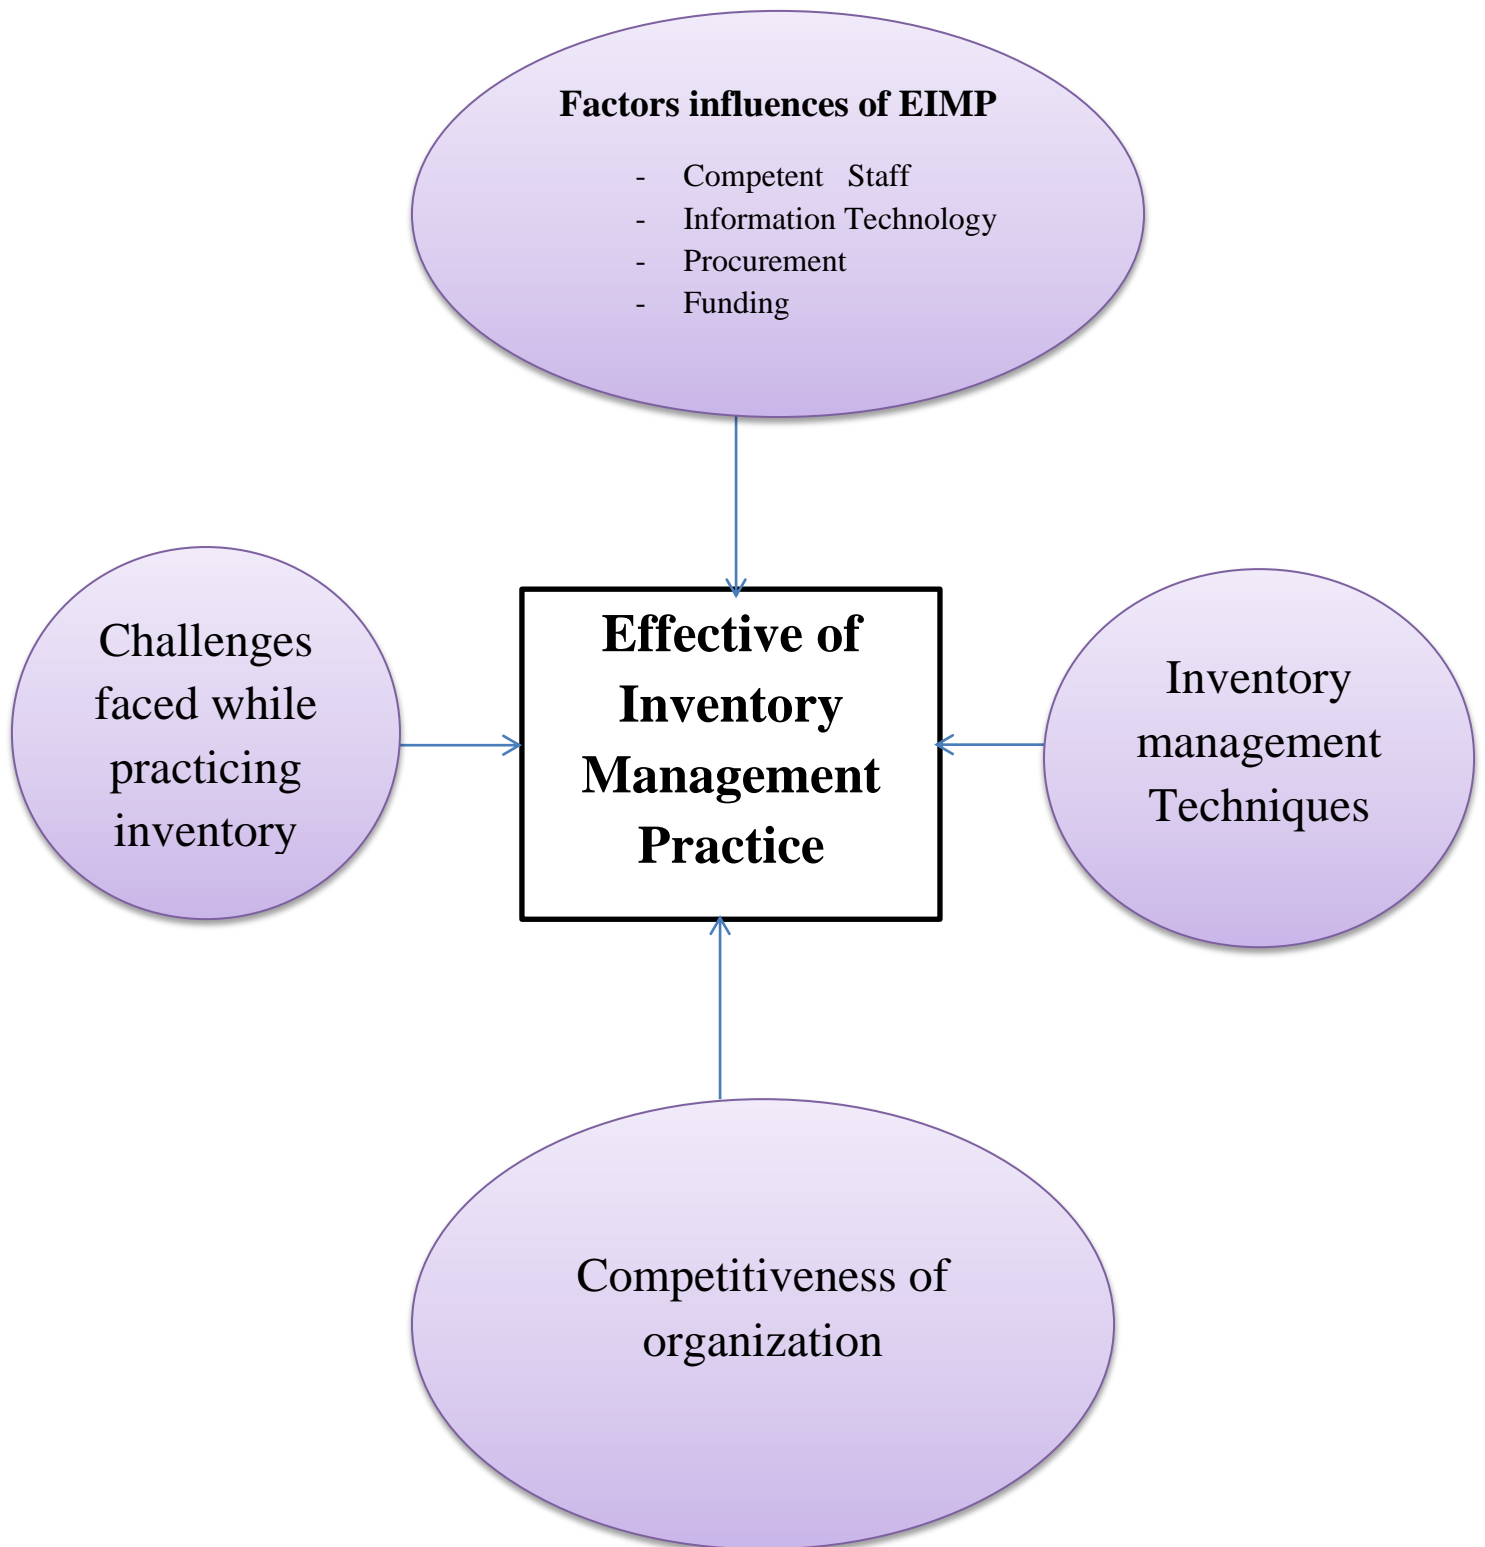 Factors influences of EIMP
- Competent Staff
- Information Technology
- Procurement
- Funding
Challenges
faced while
practicing
inventory
Effective of
Inventory
Management
Practice
Inventory
management
Techniques
Competitiveness of
organization